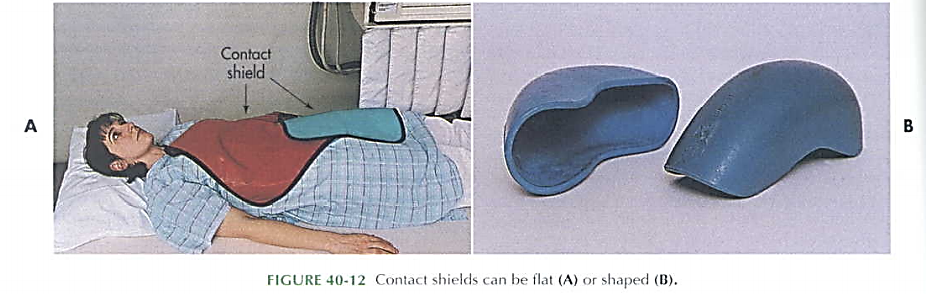 Contact
shield
A
B
FIGURE 40-12 Contact shields can be flat (A) or shaped (B).